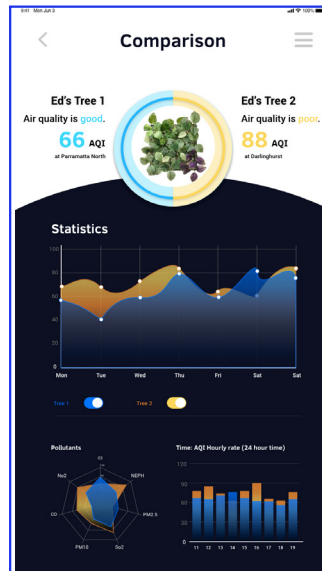 9:41 Mon Jun 3
100%
Comparison
Ed's Tree 1
Air quality is good.
66 AQI
at Parramatta North
Ed's Tree 2
Air quality is poor.
88 AQI
at Darlinghurst
Statistics
100
80
60
40
20
0
Mon Tue Wed Thu Fri Sat Sat
Tree 1
Tree 2
Pollutants
O3
NEPH
PM2.5
So2
PM10
CO
No2
Time: AQI Hourly rate (24 hour time)
120
90
60
30
0
11 12 13 14 15 16 17 18 19